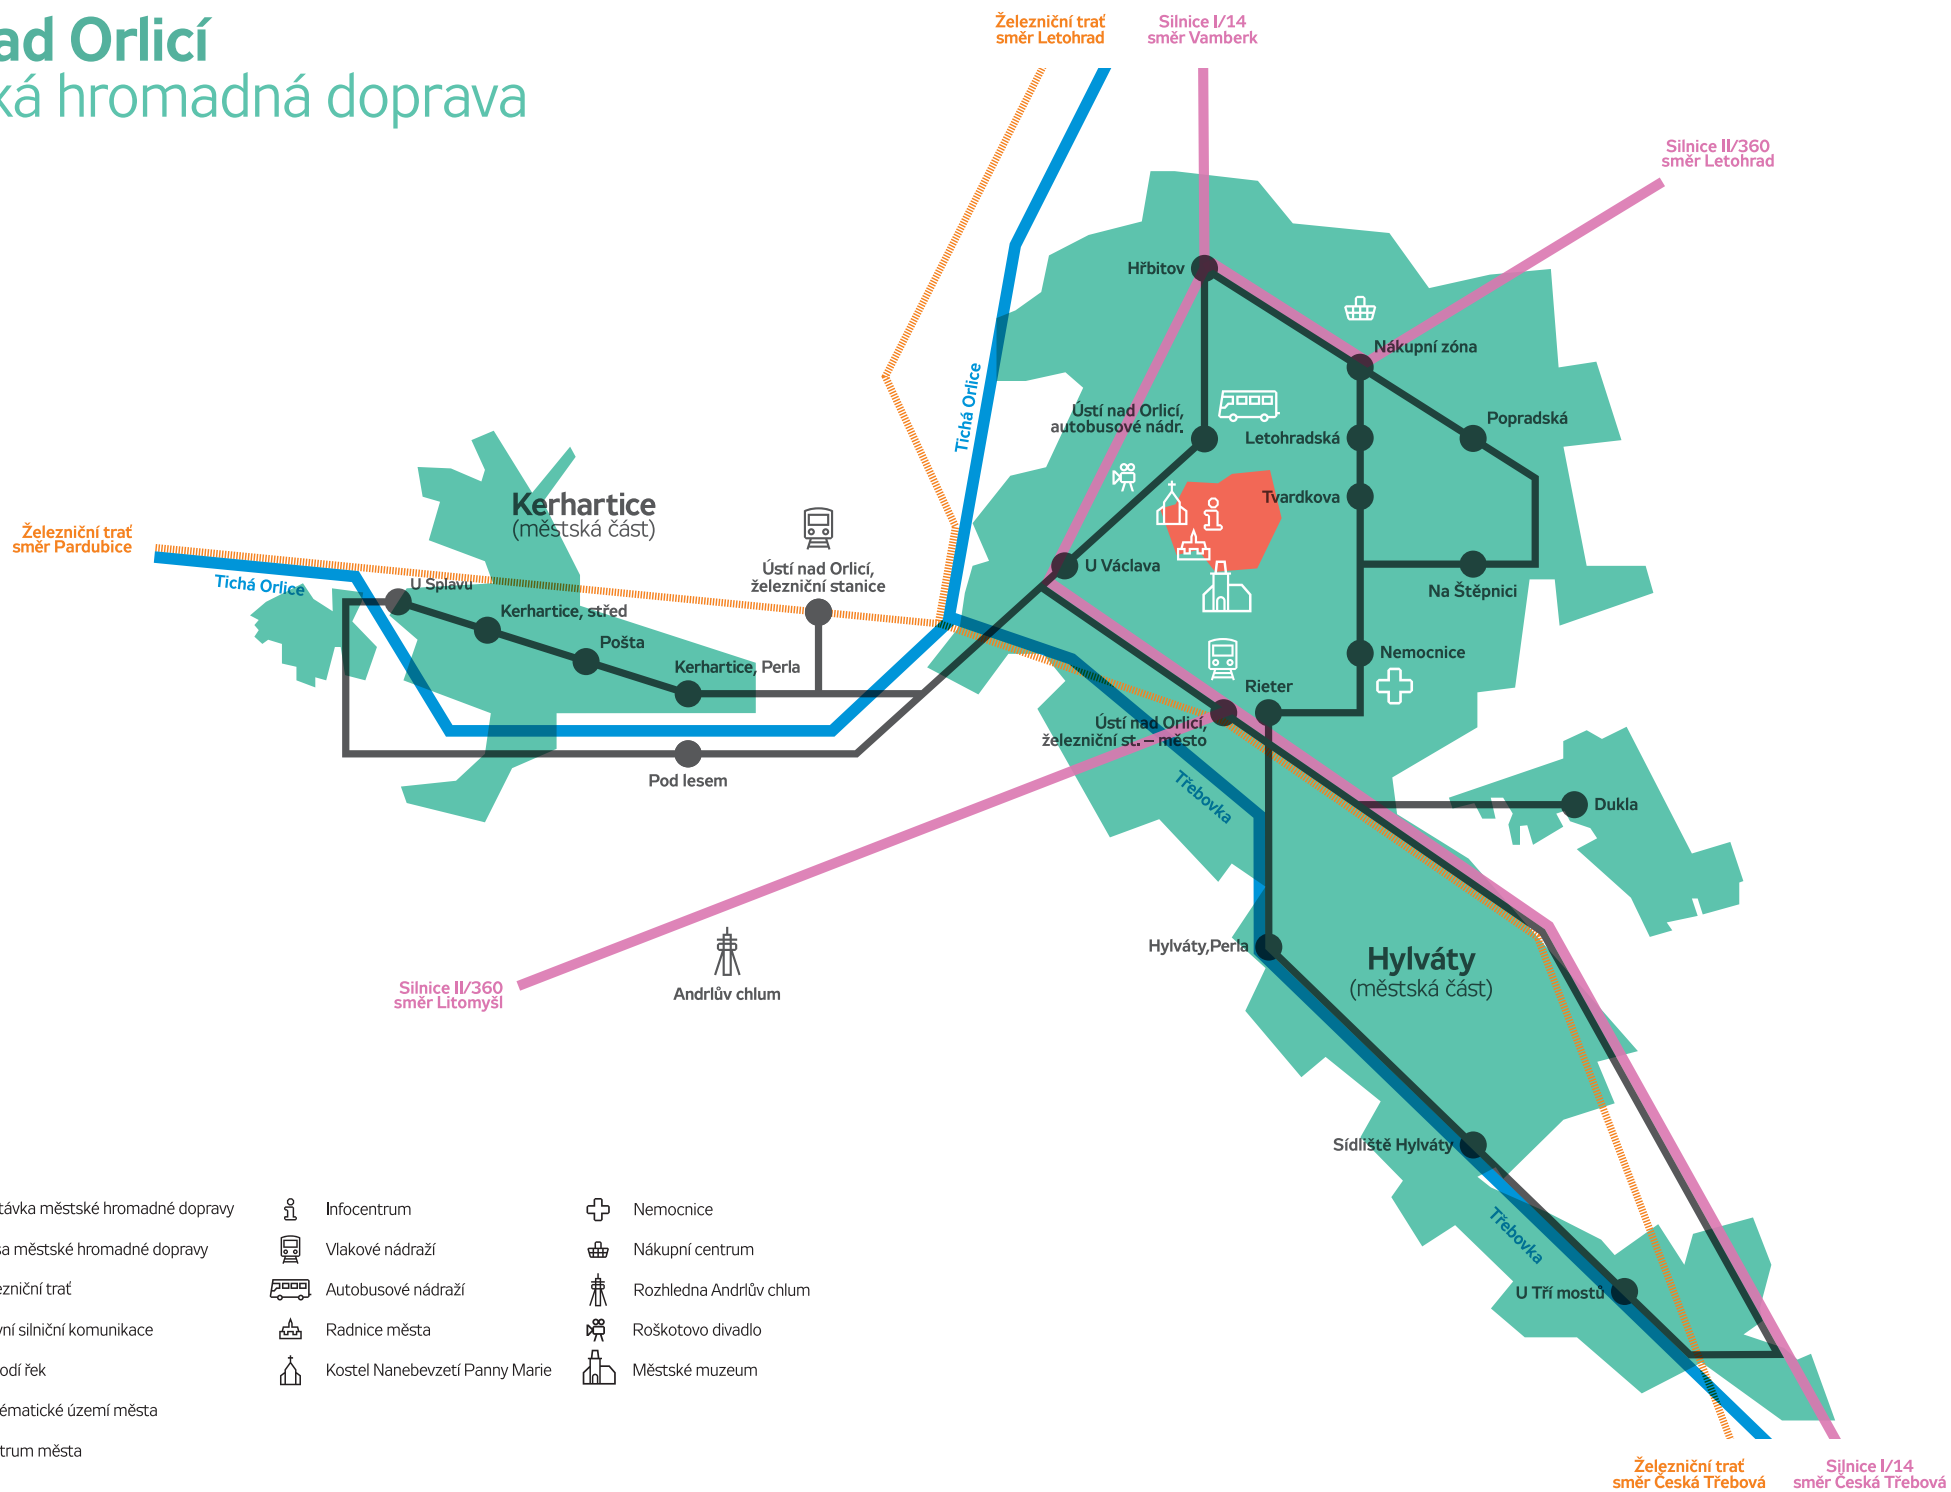 ad Orlicí
ká hromadná doprava
Železniční trať
směr Letohrad
Silnice I/14
směr Vamberk
Silnice II/360
směr Letohrad
Hřbitov
Nákupní zóna
Tichá Orlice
Ústí nad Orlicí,
autobusové nádr.
Letohradská
Popradská
Tvardkova
Kerhartice
(městská část)
Železniční trať
směr Pardubice
Tichá Orlice
U Splavu
Kerhartice, střed
Pošta
Kerhartice, Perla
Ústí nad Orlicí,
železniční stanice
U Václava
Na Štěpnici
Nemocnice
Rieter
Ústí nad Orlicí,
železniční st. – město
Pod lesem
Třebovka
Dukla
Hylváty,Perla
Hylváty
(městská část)
Silnice II/360
směr Litomyšl
Andrlův chlum
Sídliště Hylváty
Třebovka
U Tří mostů
távka městské hromadné dopravy
sa městské hromadné dopravy
ezniční trať
vní silniční komunikace
odí řek
ématické území města
trum města
Infocentrum
Vlakové nádraží
Autobusové nádraží
Radnice města
Kostel Nanebevzetí Panny Marie
Nemocnice
Nákupní centrum
Rozhledna Andrlův chlum
Roškotovo divadlo
Městské muzeum
Železniční trať
směr Česká Třebová
Silnice I/14
směr Česká Třebová